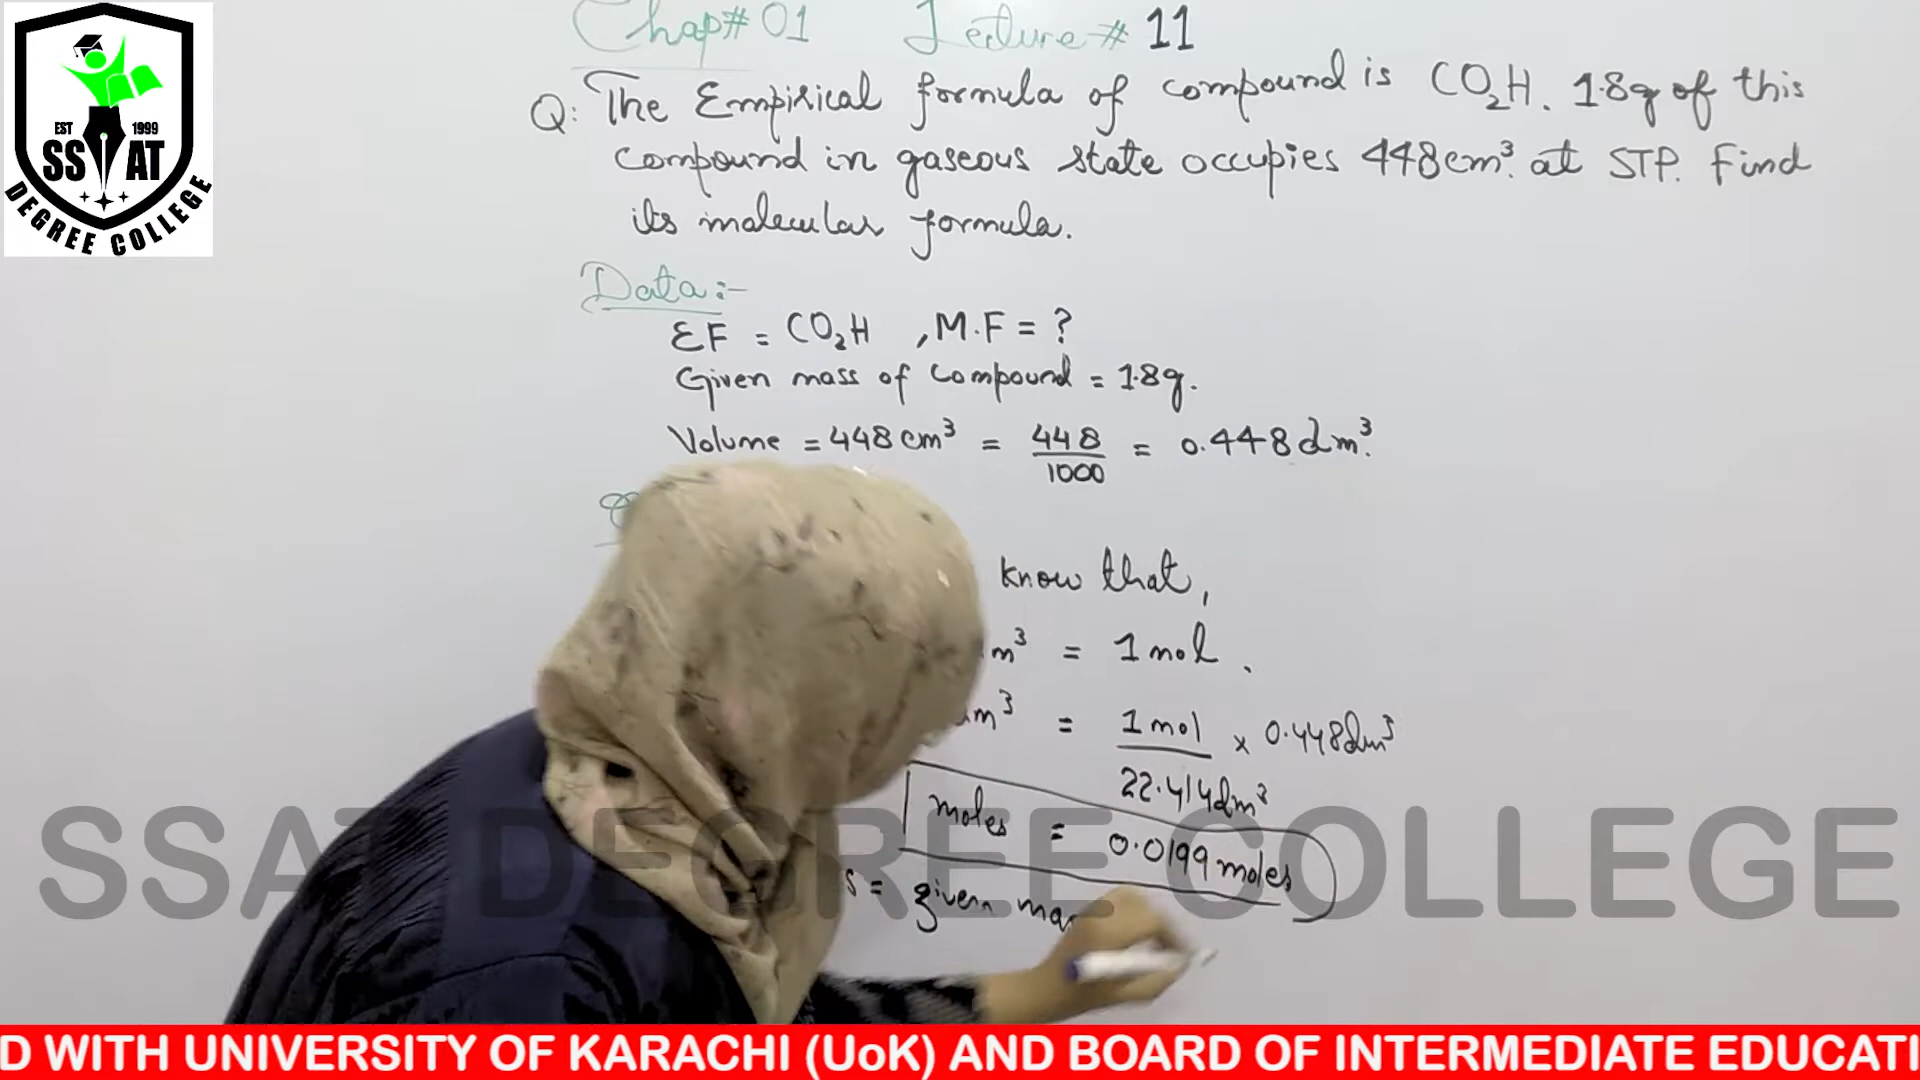 EST 1999
SSAT
DEGREE COLLEGE
Chap# 01 Lecture# 11
Q: The Empirical formula of compound is CO₂H. 1.8g of this
compound in gaseous state occupies 448cm³. at STP. Find
its molecular formula.
Data:-
EF = CO₂H , M.F = ?
Given mass of compound = 1.8g.
Volume = 448 cm³ = 448/1000 = 0.448 dm³.
know that,
m³ = 1 mol.
m³ = 1 mol/22.414dm³ × 0.448dm³
moles = 0.0199 moles
s = given
SSAT DEGREE COLLEGE
D WITH UNIVERSITY OF KARACHI (UoK) AND BOARD OF INTERMEDIATE EDUCATI